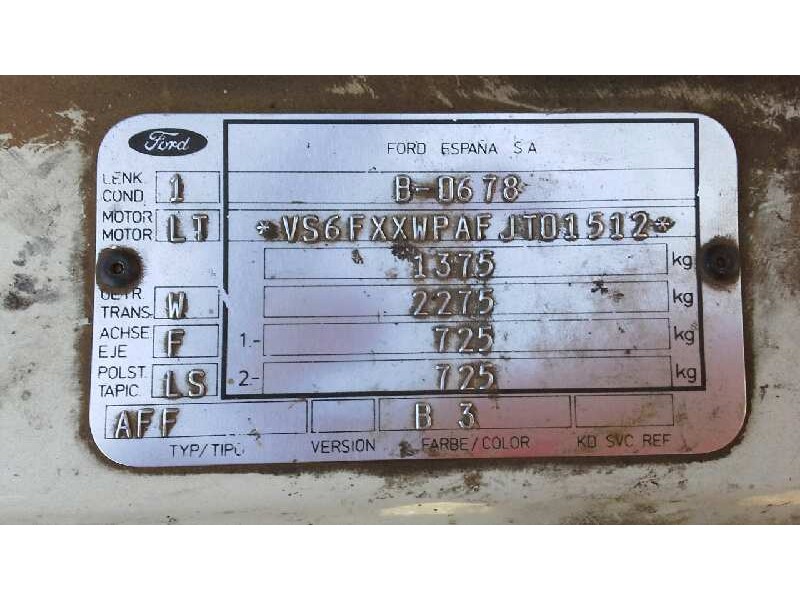 Ford
FORD ESPAÑA S A
LENK.
COND. 1 B-0678
MOTOR
MOTOR LT *VS6FXXWPAFJT01512*
1375 kg
GETR.
TRANS. W 2275 kg
ACHSE
EJE F 1.- 725 kg
POLST.
TAPIC. LS 2.- 725 kg
AFF B 3
TYP/TIPO VERSION FARBE/COLOR KD SVC REF